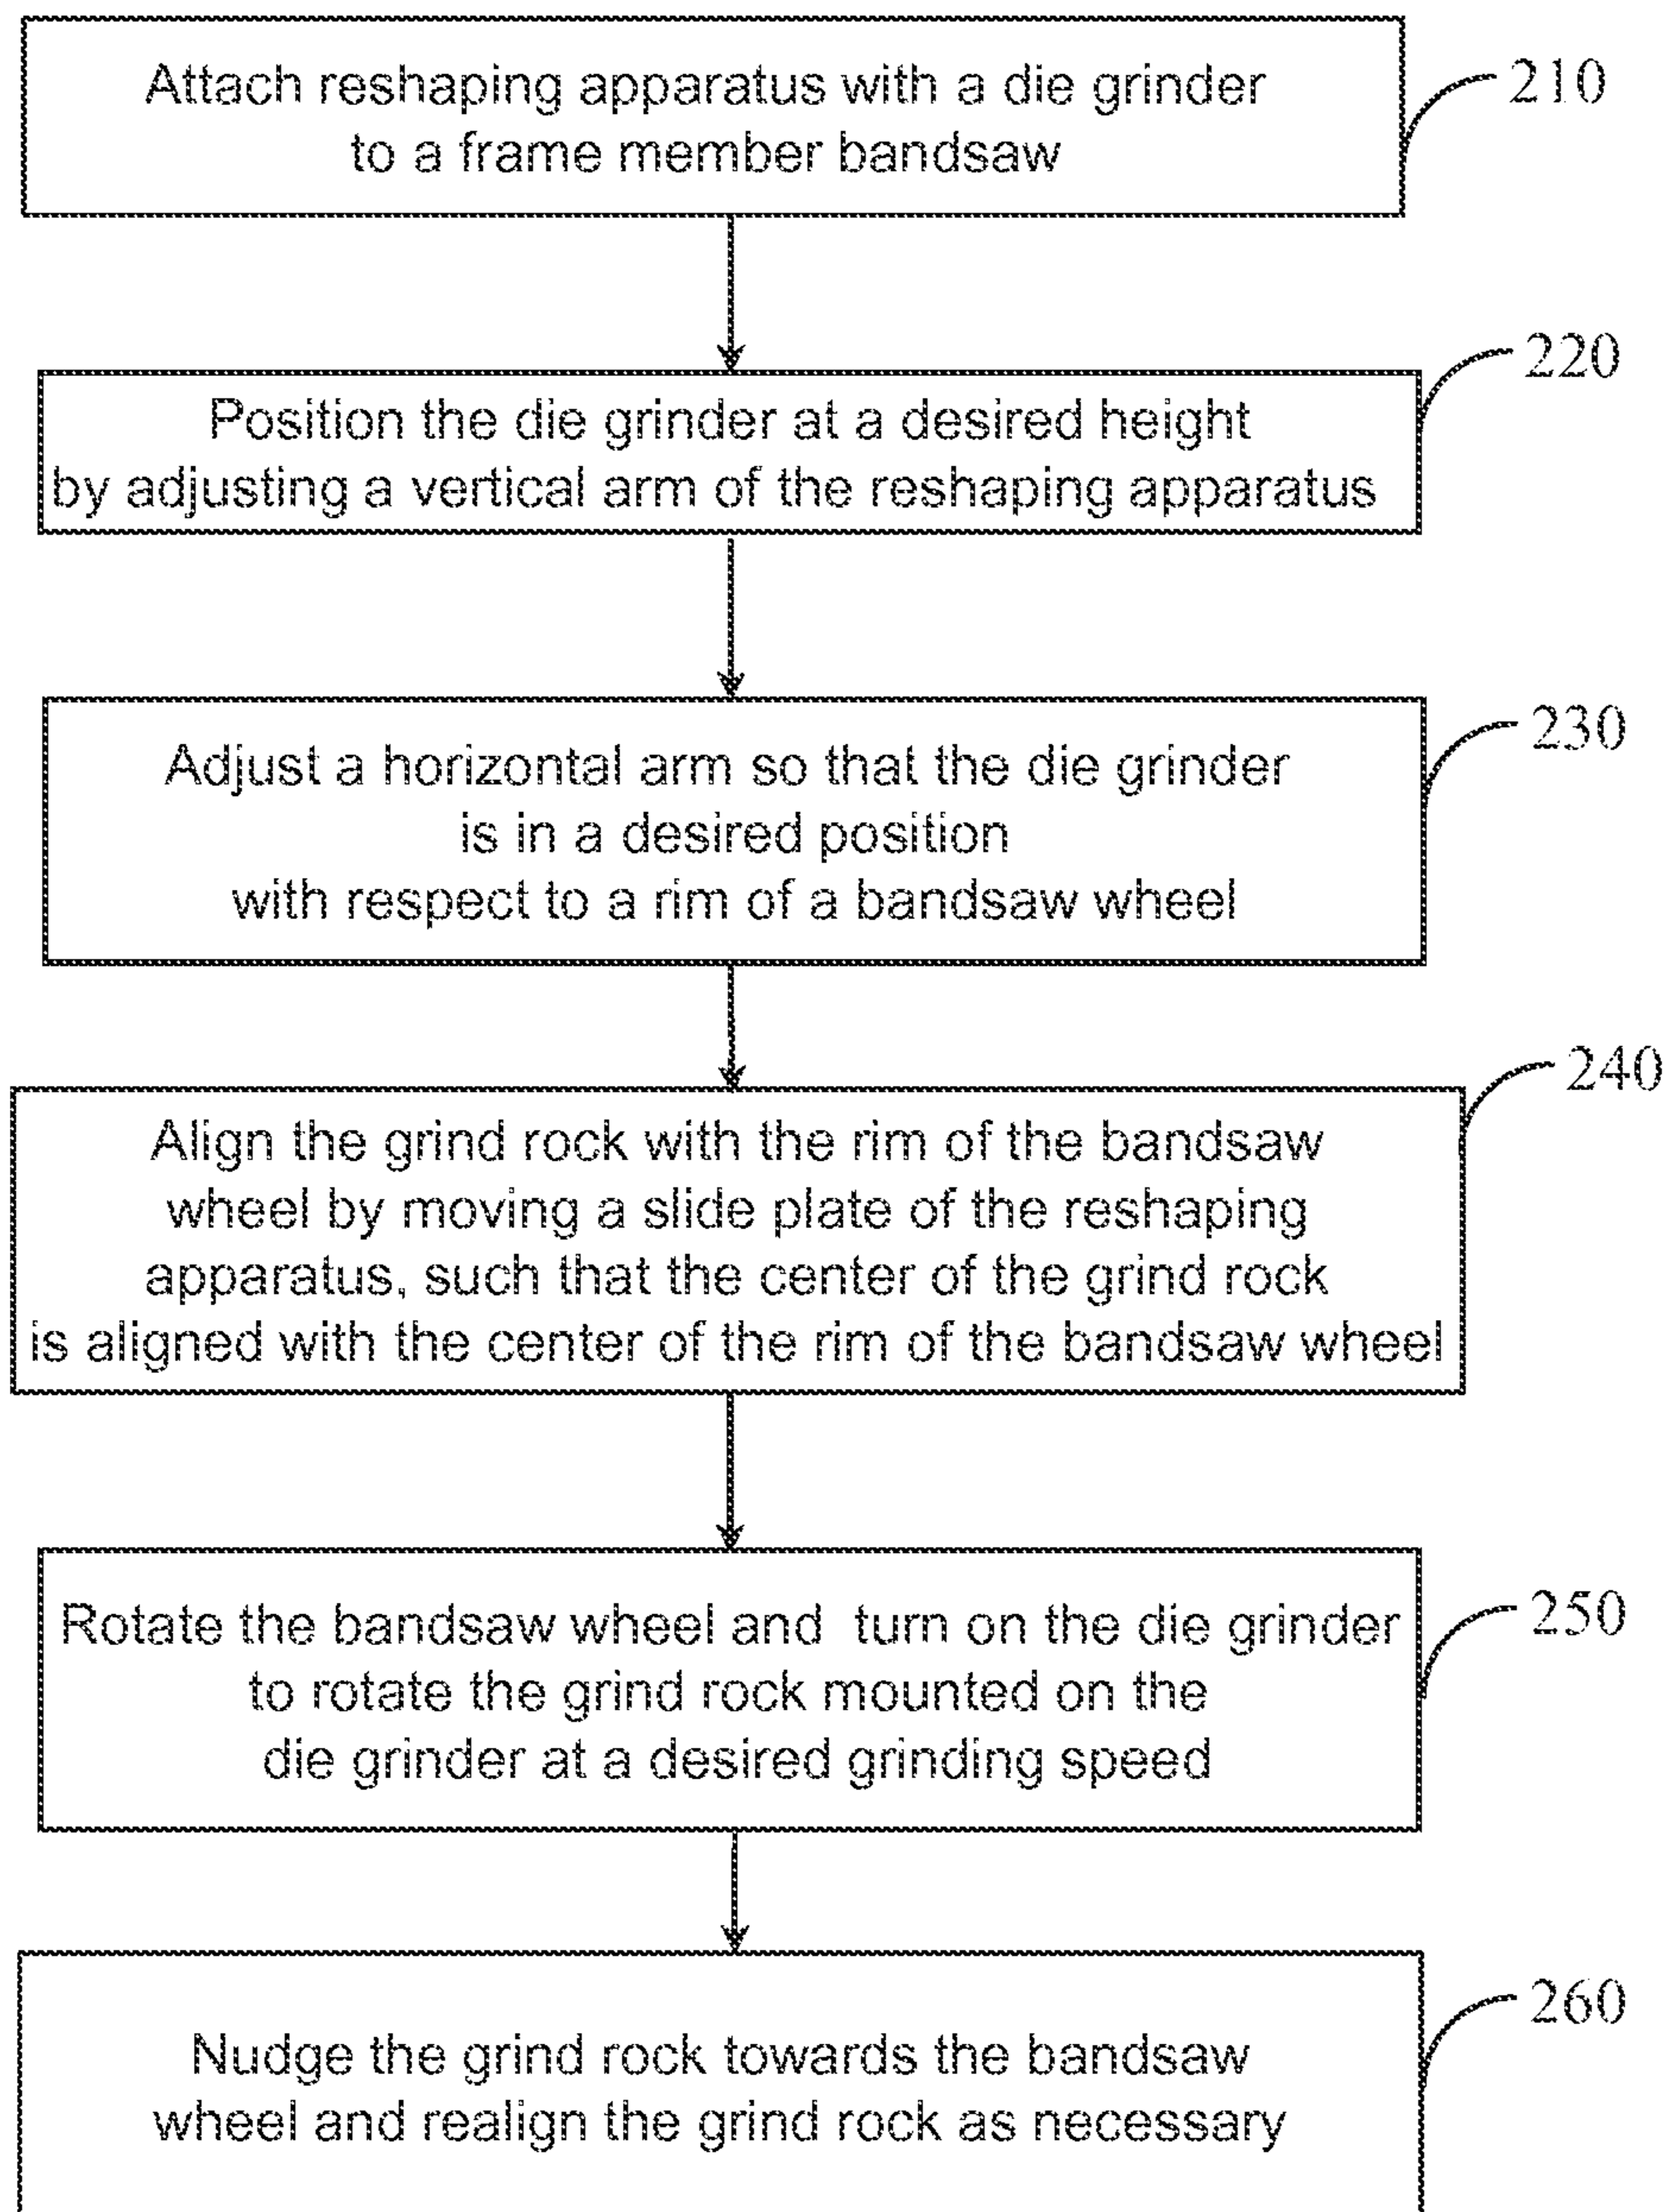 Attach reshaping apparatus with a die grinder
to a frame member bandsaw
210
Position the die grinder at a desired height
by adjusting a vertical arm of the reshaping apparatus
220
Adjust a horizontal arm so that the die grinder
is in a desired position
with respect to a rim of a bandsaw wheel
230
Align the grind rock with the rim of the bandsaw
wheel by moving a slide plate of the reshaping
apparatus, such that the center of the grind rock
is aligned with the center of the rim of the bandsaw wheel
240
Rotate the bandsaw wheel and turn on the die grinder
to rotate the grind rock mounted on the
die grinder at a desired grinding speed
250
Nudge the grind rock towards the bandsaw
wheel and realign the grind rock as necessary
260